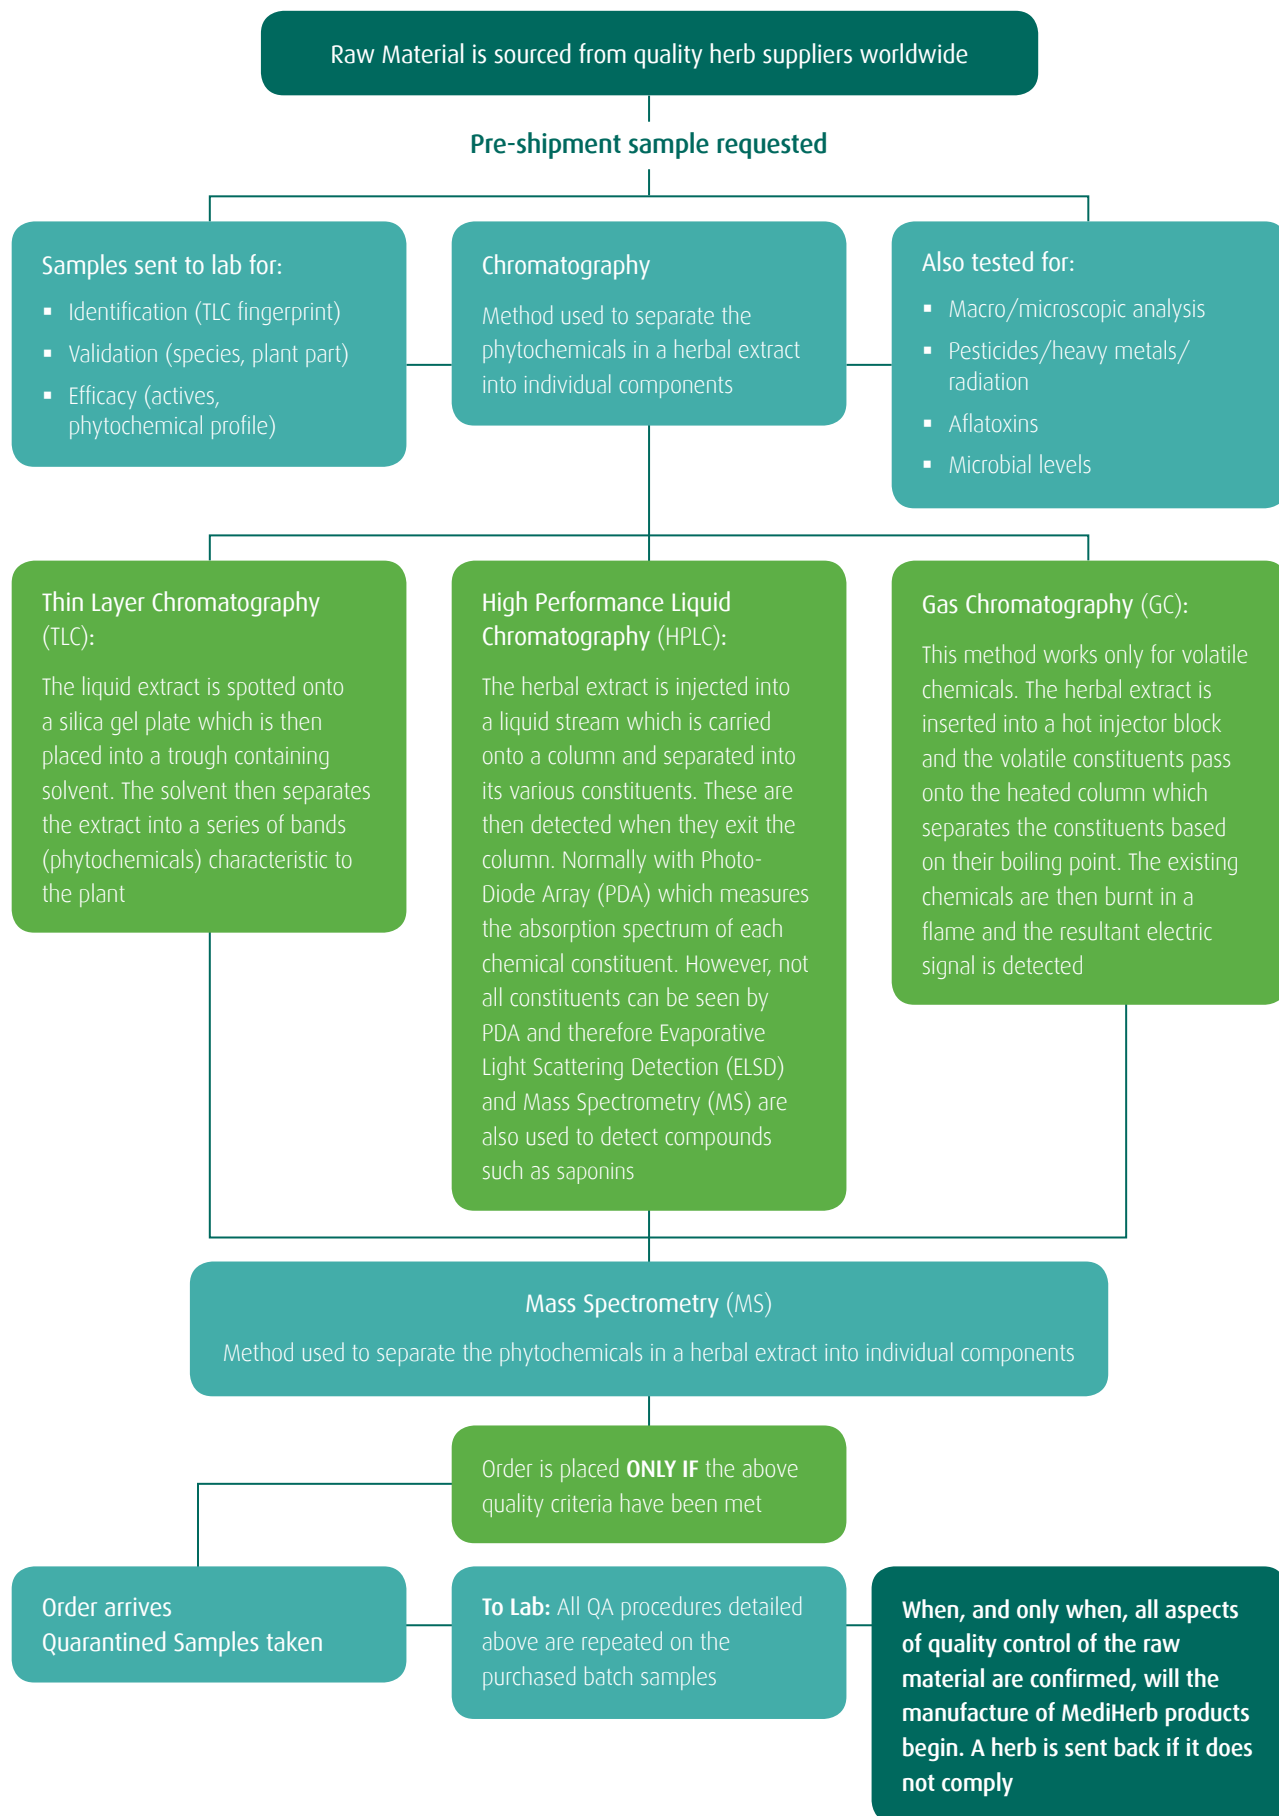 Raw Material is sourced from quality herb suppliers worldwide
Pre-shipment sample requested
Samples sent to lab for:
▪ Identification (TLC fingerprint)
▪ Validation (species, plant part)
▪ Efficacy (actives,
phytochemical profile)
Chromatography
Method used to separate the
phytochemicals in a herbal extract
into individual components
Also tested for:
▪ Macro/microscopic analysis
▪ Pesticides/heavy metals/
radiation
▪ Aflatoxins
▪ Microbial levels
Thin Layer Chromatography
(TLC):
The liquid extract is spotted onto
a silica gel plate which is then
placed into a trough containing
solvent. The solvent then separates
the extract into a series of bands
(phytochemicals) characteristic to
the plant
High Performance Liquid
Chromatography (HPLC):
The herbal extract is injected into
a liquid stream which is carried
onto a column and separated into
its various constituents. These are
then detected when they exit the
column. Normally with Photo-
Diode Array (PDA) which measures
the absorption spectrum of each
chemical constituent. However, not
all constituents can be seen by
PDA and therefore Evaporative
Light Scattering Detection (ELSD)
and Mass Spectrometry (MS) are
also used to detect compounds
such as saponins
Gas Chromatography (GC):
This method works only for volatile
chemicals. The herbal extract is
inserted into a hot injector block
and the volatile constituents pass
onto the heated column which
separates the constituents based
on their boiling point. The existing
chemicals are then burnt in a
flame and the resultant electric
signal is detected
Mass Spectrometry (MS)
Method used to separate the phytochemicals in a herbal extract into individual components
Order is placed ONLY IF the above
quality criteria have been met
Order arrives
Quarantined Samples taken
To Lab: All QA procedures detailed
above are repeated on the
purchased batch samples
When, and only when, all aspects
of quality control of the raw
material are confirmed, will the
manufacture of MediHerb products
begin. A herb is sent back if it does
not comply